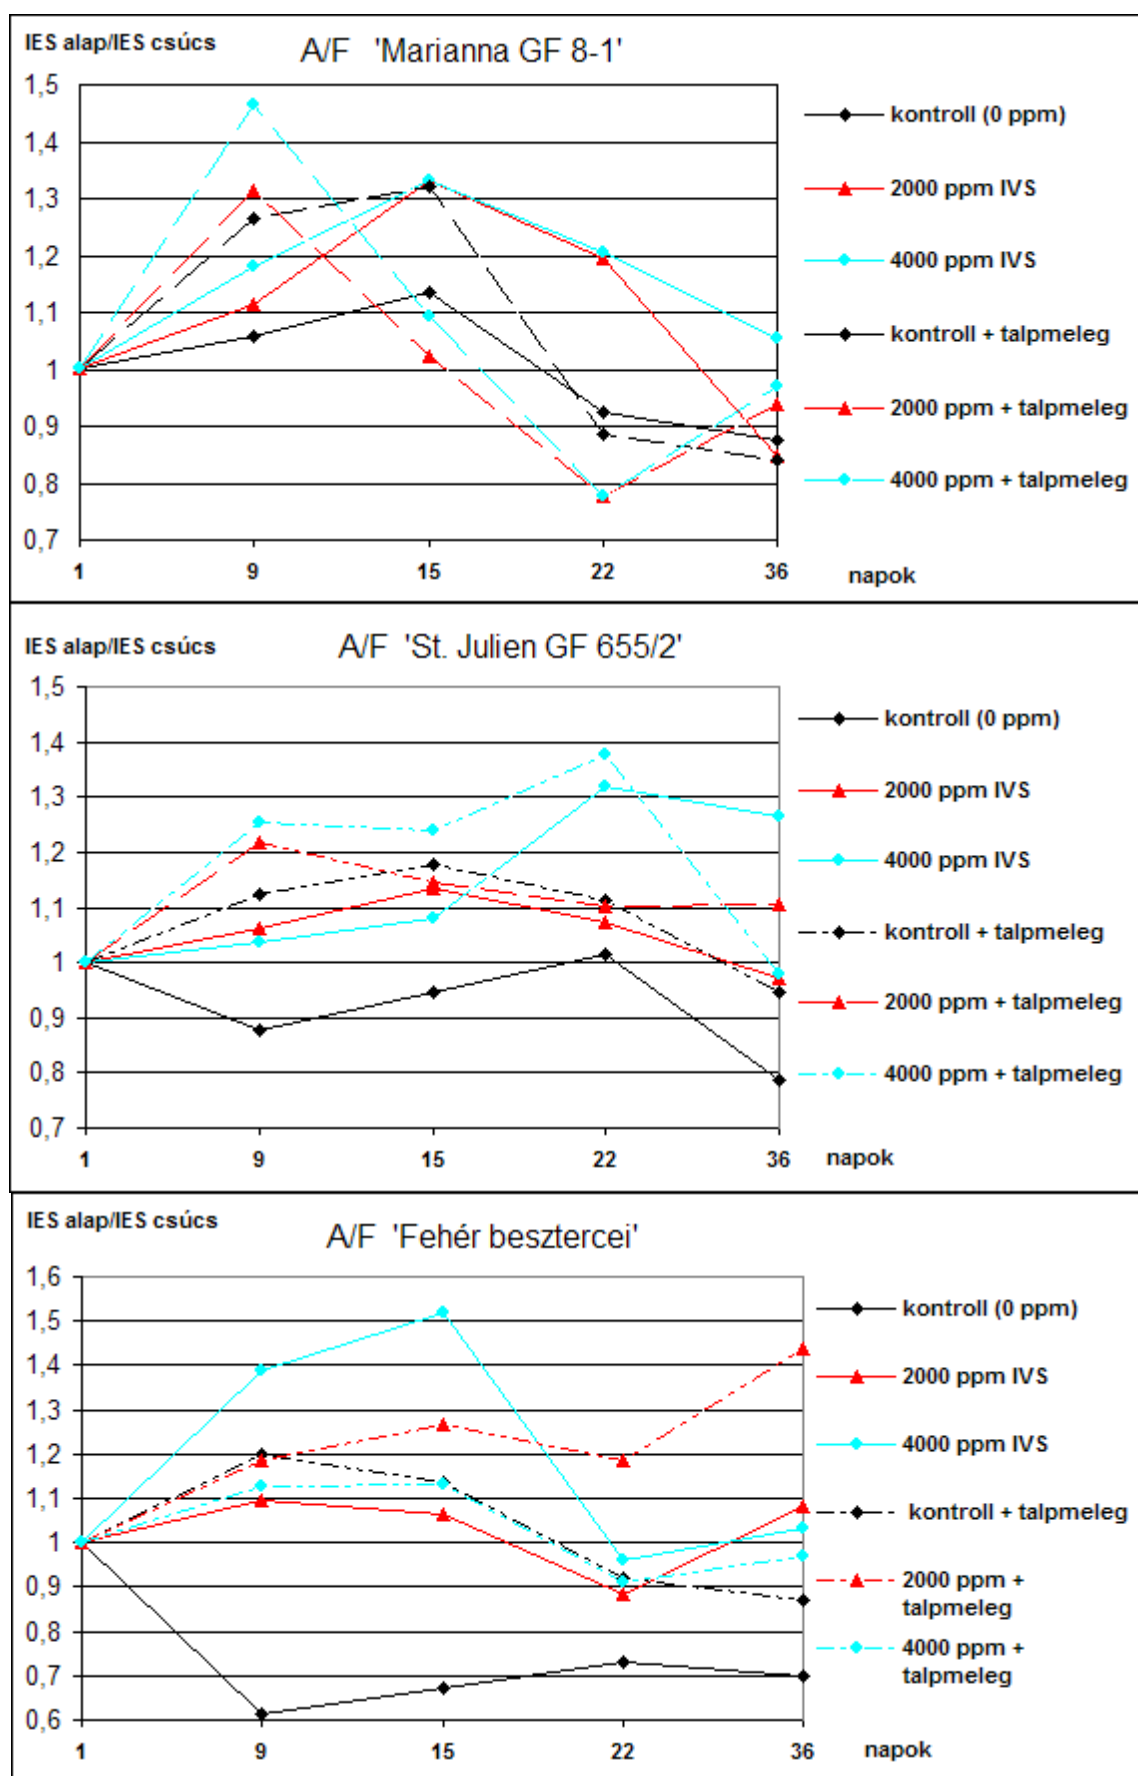 IES alap/IES csúcs
A/F 'Marianna GF 8-1'
1,5
1,4
1,3
1,2
1,1
1
0,9
0,8
0,7
1 9 15 22 36 napok
kontroll (0 ppm)
2000 ppm IVS
4000 ppm IVS
kontroll + talpmeleg
2000 ppm + talpmeleg
4000 ppm + talpmeleg
IES alap/IES csúcs
A/F 'St. Julien GF 655/2'
1,5
1,4
1,3
1,2
1,1
1
0,9
0,8
0,7
1 9 15 22 36 napok
kontroll (0 ppm)
2000 ppm IVS
4000 ppm IVS
kontroll + talpmeleg
2000 ppm + talpmeleg
4000 ppm + talpmeleg
IES alap/IES csúcs
A/F 'Fehér besztercei'
1,6
1,5
1,4
1,3
1,2
1,1
1
0,9
0,8
0,7
0,6
1 9 15 22 36 napok
kontroll (0 ppm)
2000 ppm IVS
4000 ppm IVS
kontroll + talpmeleg
2000 ppm +
talpmeleg
4000 ppm +
talpmeleg